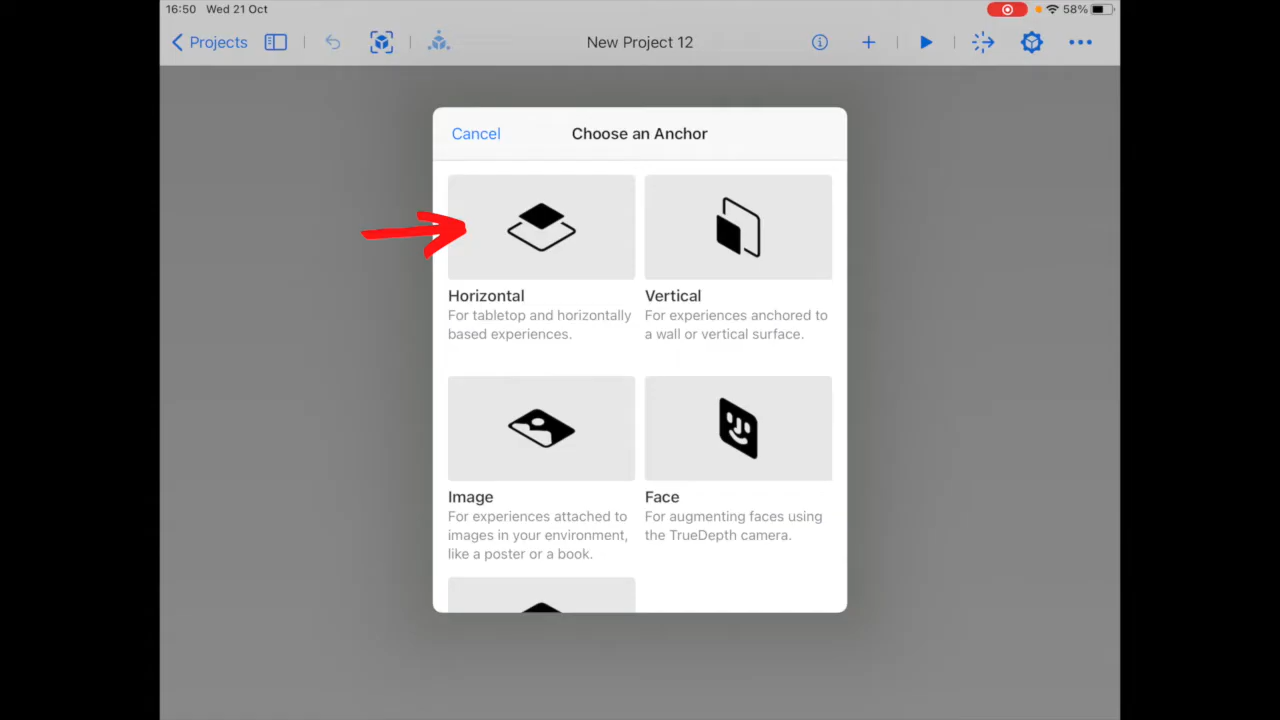 16:50 Wed 21 Oct
58%
Projects
New Project 12
Cancel
Choose an Anchor
Horizontal
For tabletop and horizontally
based experiences.
Vertical
For experiences anchored to
a wall or vertical surface.
Image
For experiences attached to
images in your environment,
like a poster or a book.
Face
For augmenting faces using
the TrueDepth camera.